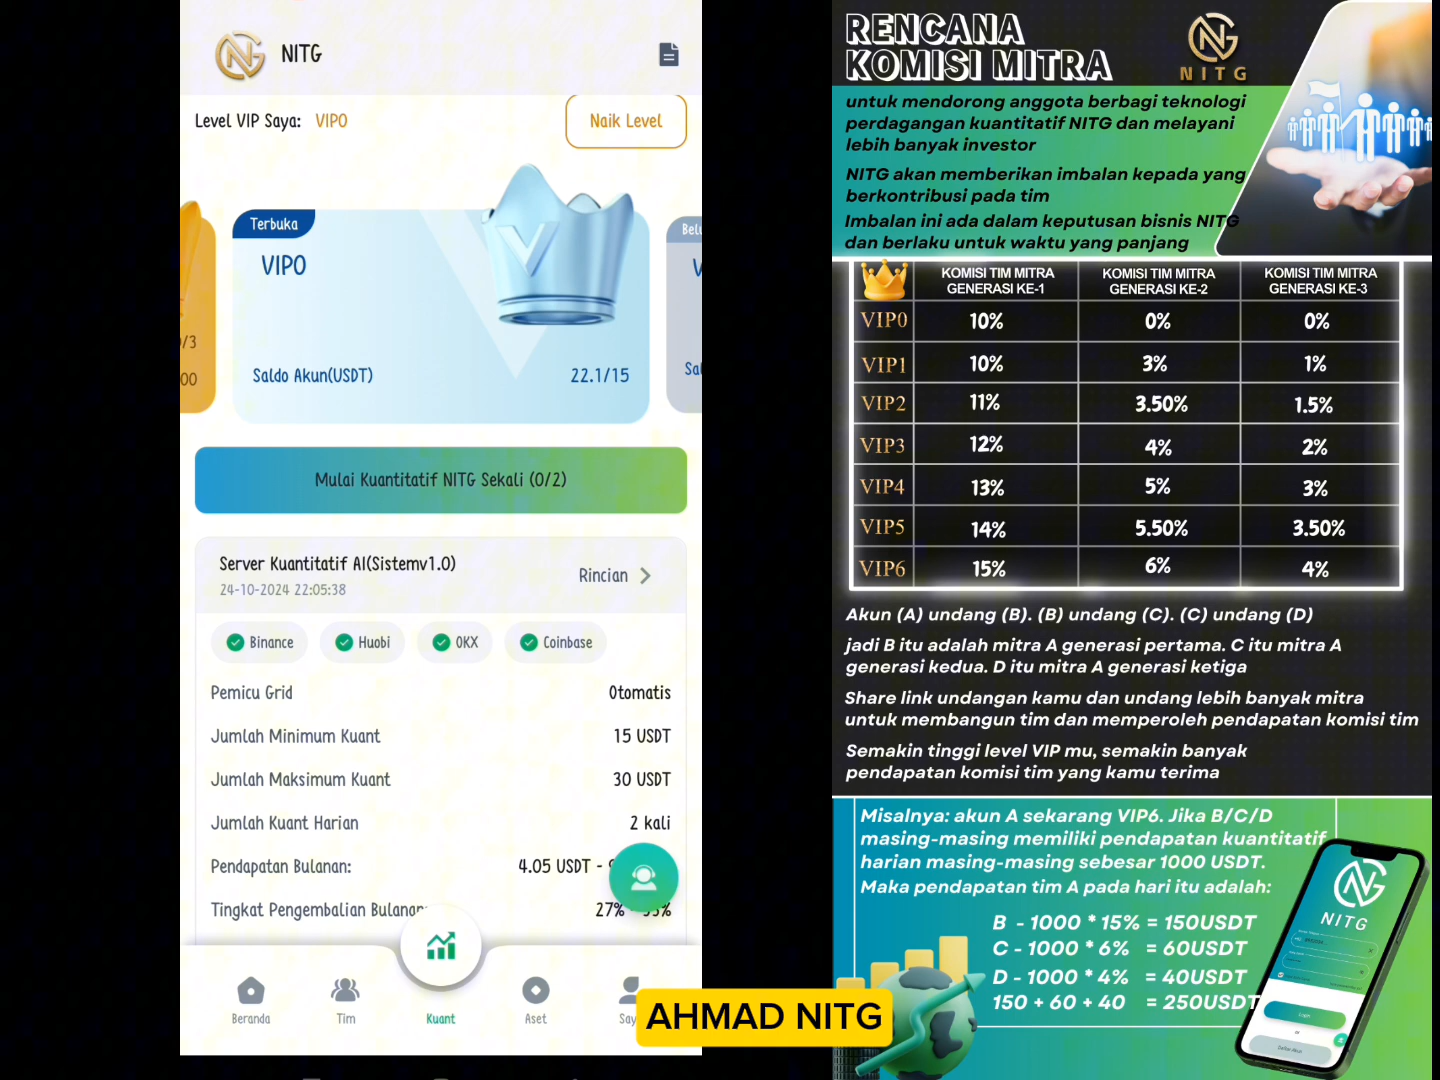 NITG
Level VIP Saya: VIP0
Naik Level
Terbuka
VIP0
/3
00
Saldo Akun(USDT)
22.1/15
Mulai Kuantitatif NITG Sekali (0/2)
Server Kuantitatif AI(Sistemv1.0)
24-10-2024 22:05:38
Rincian
Binance
Huobi
OKX
Coinbase
Pemicu Grid
Otomatis
Jumlah Minimum Kuant
15 USDT
Jumlah Maksimum Kuant
30 USDT
Jumlah Kuant Harian
2 kali
Pendapatan Bulanan:
4.05 USDT -
Tingkat Pengembalian Bulanan:
27% -
Beranda
Tim
Kuant
Aset
AHMAD NITG
RENCANA
KOMISI MITRA
NITG
untuk mendorong anggota berbagi teknologi
perdagangan kuantitatif NITG dan melayani
lebih banyak investor
NITG akan memberikan imbalan kepada yang
berkontribusi pada tim
Imbalan ini ada dalam keputusan bisnis NITG
dan berlaku untuk waktu yang panjang
KOMISI TIM MITRA
GENERASI KE-1
KOMISI TIM MITRA
GENERASI KE-2
KOMISI TIM MITRA
GENERASI KE-3
VIP0 10% 0% 0%
VIP1 10% 3% 1%
VIP2 11% 3.50% 1.5%
VIP3 12% 4% 2%
VIP4 13% 5% 3%
VIP5 14% 5.50% 3.50%
VIP6 15% 6% 4%
Akun (A) undang (B). (B) undang (C). (C) undang (D)
jadi B itu adalah mitra A generasi pertama. C itu mitra A
generasi kedua. D itu mitra A generasi ketiga
Share link undangan kamu dan undang lebih banyak mitra
untuk membangun tim dan memperoleh pendapatan komisi tim
Semakin tinggi level VIP mu, semakin banyak
pendapatan komisi tim yang kamu terima
Misalnya: akun A sekarang VIP6. Jika B/C/D
masing-masing memiliki pendapatan kuantitatif
harian masing-masing sebesar 1000 USDT.
Maka pendapatan tim A pada hari itu adalah:
B - 1000 * 15% = 150USDT
C - 1000 * 6% = 60USDT
D - 1000 * 4% = 40USDT
150 + 60 + 40 = 250USDT
NITG
Login